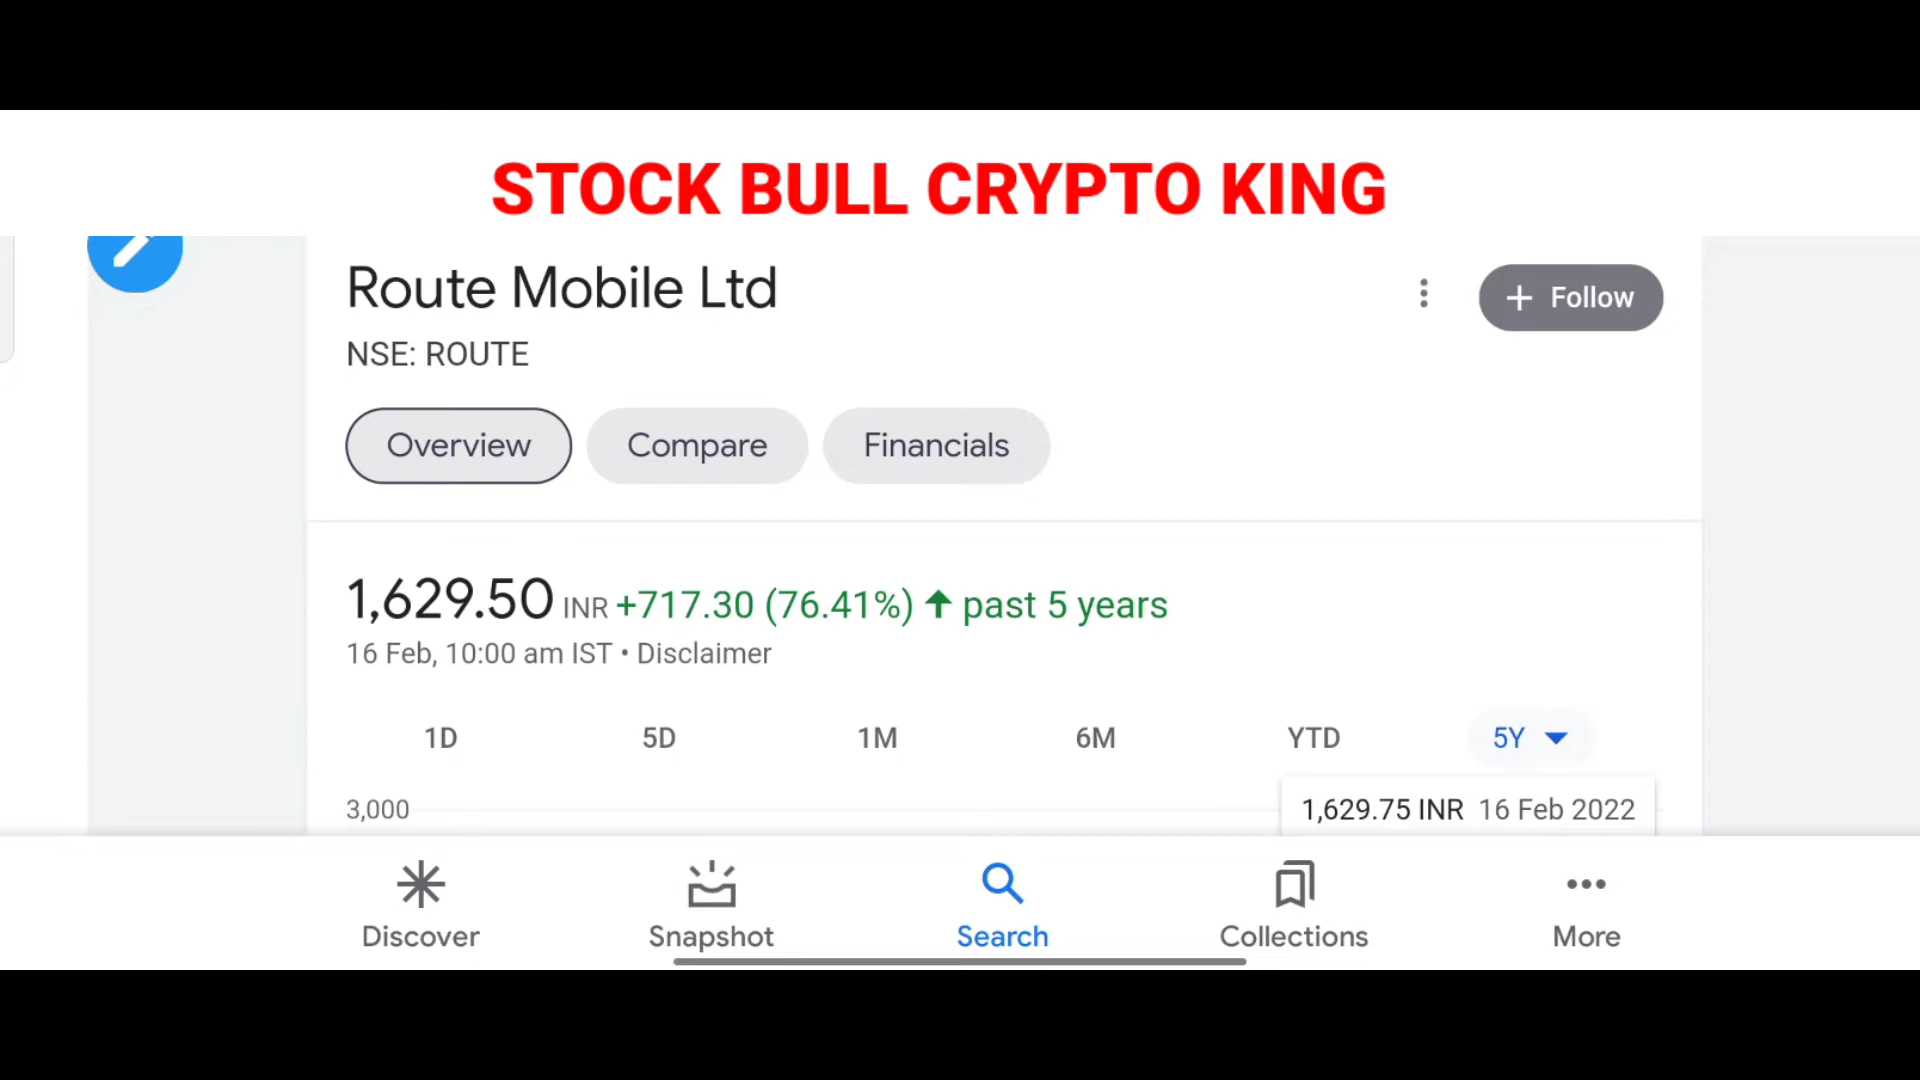 STOCK BULL CRYPTO KING
Route Mobile Ltd
+ Follow
NSE: ROUTE
Overview Compare Financials
1,629.50 INR +717.30 (76.41%) ↑ past 5 years
16 Feb, 10:00 am IST • Disclaimer
1D 5D 1M 6M YTD 5Y
3,000 1,629.75 INR 16 Feb 2022
Discover Snapshot Search Collections More